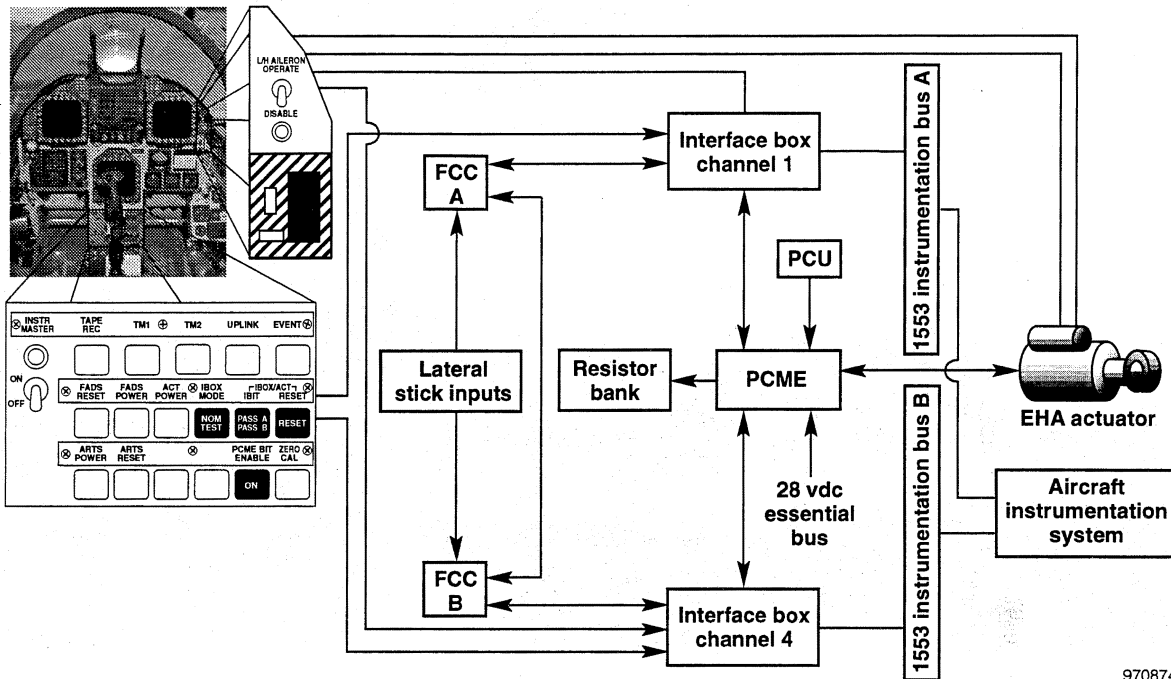 L/H AILERON
OPERATE
DISABLE
INSTR
MASTER
TAPE
REC
TM1
TM2
UPLINK
EVENT
ON
OFF
FADS
RESET
FADS
POWER
ACT
POWER
IBOX
MODE
IBOX/ACT
IBIT
RESET
NOM
TEST
PASS A
PASS B
RESET
ARTS
POWER
ARTS
RESET
PCME BIT
ENABLE
ZERO
CAL
ON
FCC
A
Lateral
stick inputs
FCC
B
Interface box
channel 1
PCU
Resistor
bank
PCME
28 vdc
essential
bus
Interface box
channel 4
1553 instrumentation bus A
1553 instrumentation bus B
EHA actuator
Aircraft
instrumentation
system